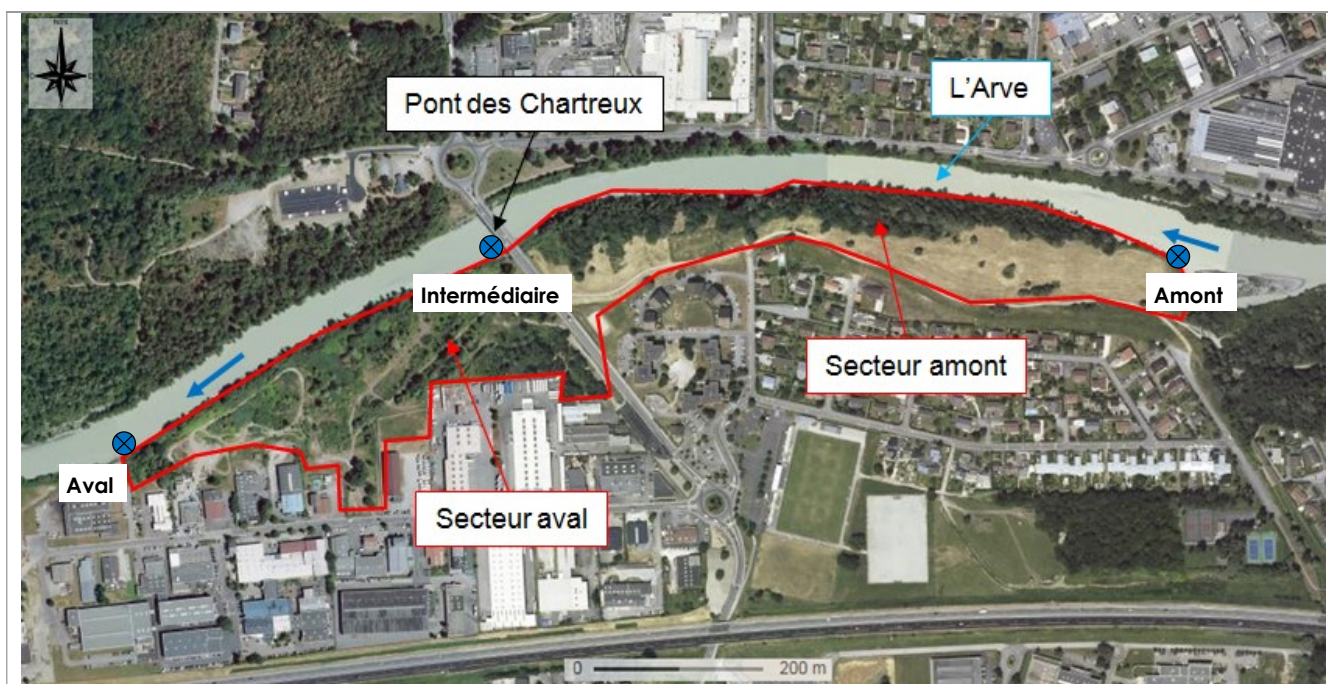 Pont des Chartreux
L'Arve
Intermédiaire
Amont
Secteur amont
Aval
Secteur aval
0 200 m